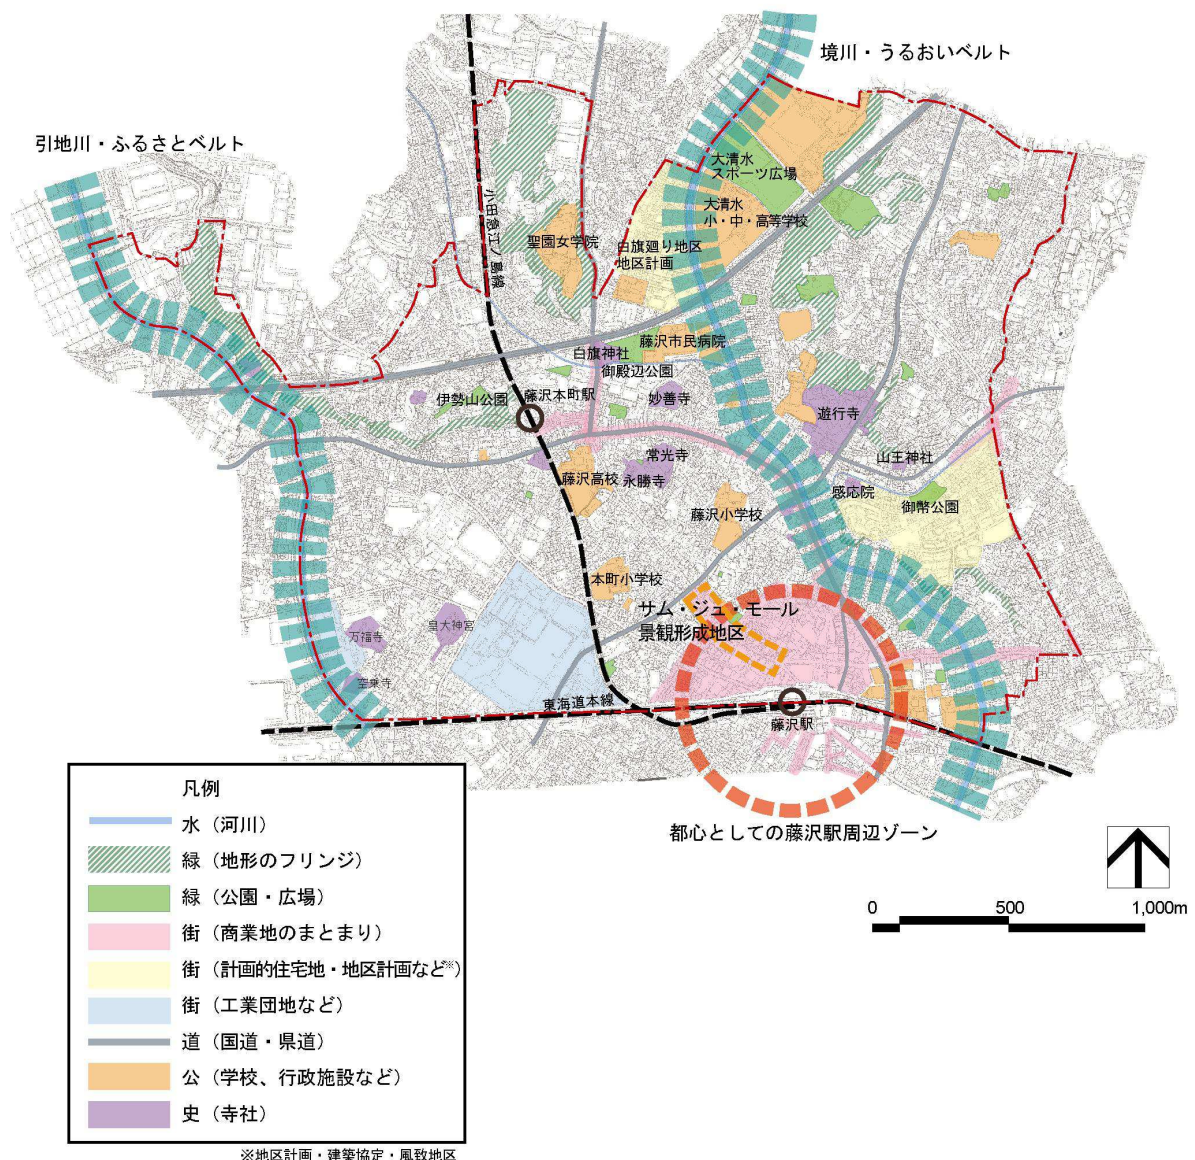 境川・うるおいベルト
引地川・ふるさとベルト
大清水
スポーツ広場
小田急江ノ島線
大清水
小・中・高等学校
聖園女学院
白旗廻り地区
地区計画
藤沢市民病院
白旗神社
御殿辺公園
伊勢山公園
藤沢本町駅
妙善寺
遊行寺
常光寺
山王神社
藤沢高校
永勝寺
感応院
御幣公園
藤沢小学校
本町小学校
サム・ジュ・モール
景観形成地区
万福寺
皇大神宮
空乗寺
東海道本線
藤沢駅
都心としての藤沢駅周辺ゾーン
凡例
水（河川）
緑（地形のフリンジ）
緑（公園・広場）
街（商業地のまとまり）
街（計画的住宅地・地区計画など※）
街（工業団地など）
道（国道・県道）
公（学校、行政施設など）
史（寺社）
※地区計画・建築協定・風致地区
0 500 1,000m